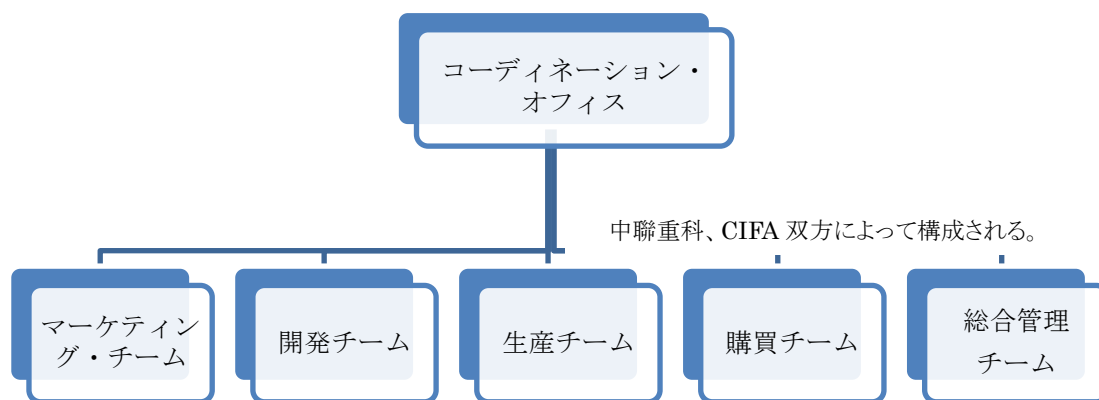 コーディネーション・
オフィス
中聯重科、CIFA 双方によって構成される。
マーケティン
グ・チーム
開発チーム
生産チーム
購買チーム
総合管理
チーム